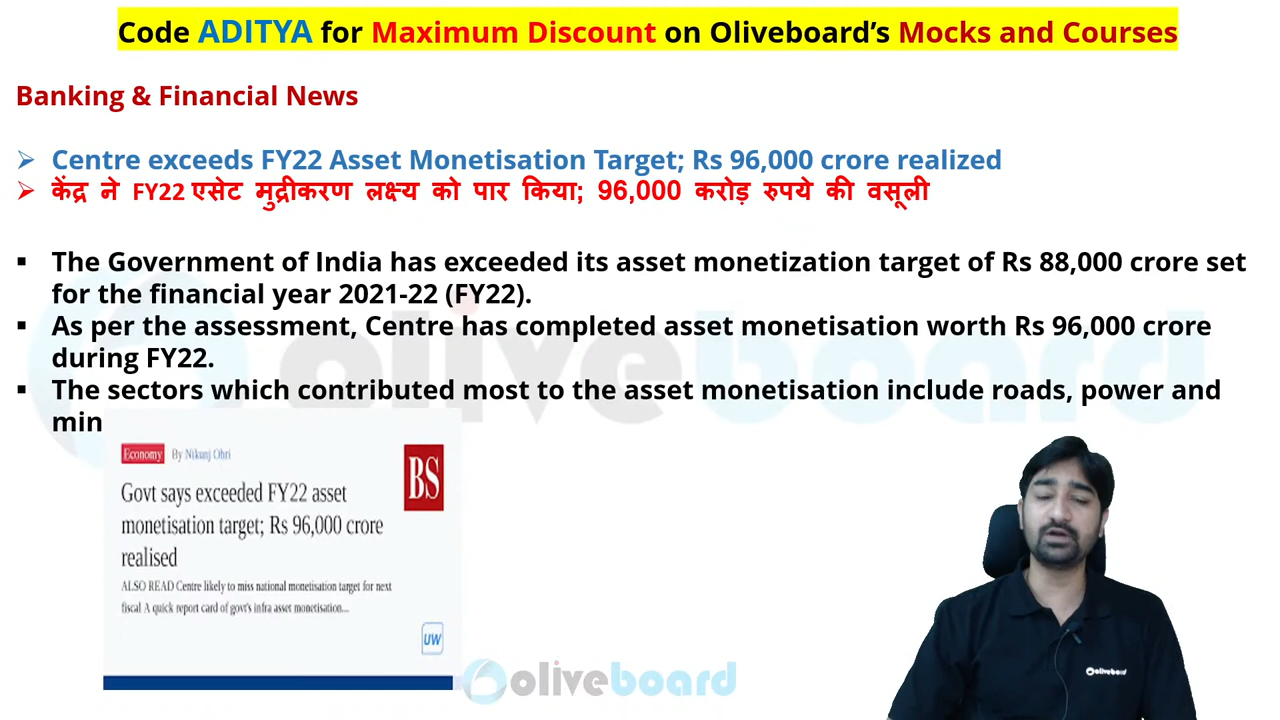 Code ADITYA for Maximum Discount on Oliveboard’s Mocks and Courses
Banking & Financial News
➢ Centre exceeds FY22 Asset Monetisation Target; Rs 96,000 crore realized
➢ केंद्र ने FY22 एसेट मुद्रीकरण लक्ष्य को पार किया; 96,000 करोड़ रुपये की वसूली
▪ The Government of India has exceeded its asset monetization target of Rs 88,000 crore set
for the financial year 2021-22 (FY22).
▪ As per the assessment, Centre has completed asset monetisation worth Rs 96,000 crore
during FY22.
▪ The sectors which contributed most to the asset monetisation include roads, power and
min
Economy By Nikunj Ohri
BS
Govt says exceeded FY22 asset
monetisation target; Rs 96,000 crore
realised
ALSO READ Centre likely to miss national monetisation target for next
fiscal A quick report card of govt's infra asset monetisation...
UW
oliveboard
oliveboard
oliveboard